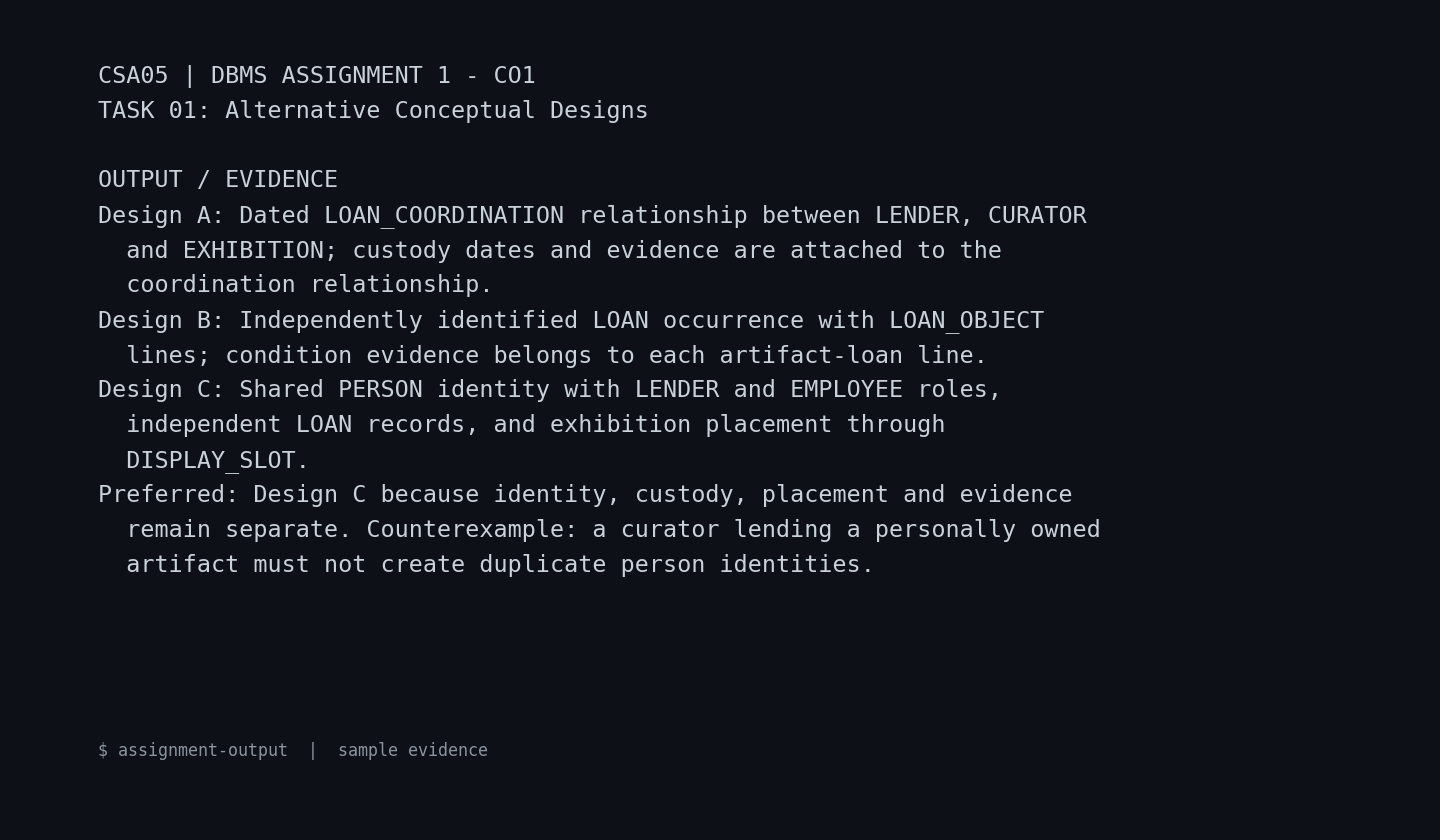 CSA05 | DBMS ASSIGNMENT 1 - CO1
TASK 01: Alternative Conceptual Designs
OUTPUT / EVIDENCE
Design A: Dated LOAN_COORDINATION relationship between LENDER, CURATOR
and EXHIBITION; custody dates and evidence are attached to the
coordination relationship.
Design B: Independently identified LOAN occurrence with LOAN_OBJECT
lines; condition evidence belongs to each artifact-loan line.
Design C: Shared PERSON identity with LENDER and EMPLOYEE roles,
independent LOAN records, and exhibition placement through
DISPLAY_SLOT.
Preferred: Design C because identity, custody, placement and evidence
remain separate. Counterexample: a curator lending a personally owned
artifact must not create duplicate person identities.
$ assignment-output | sample evidence